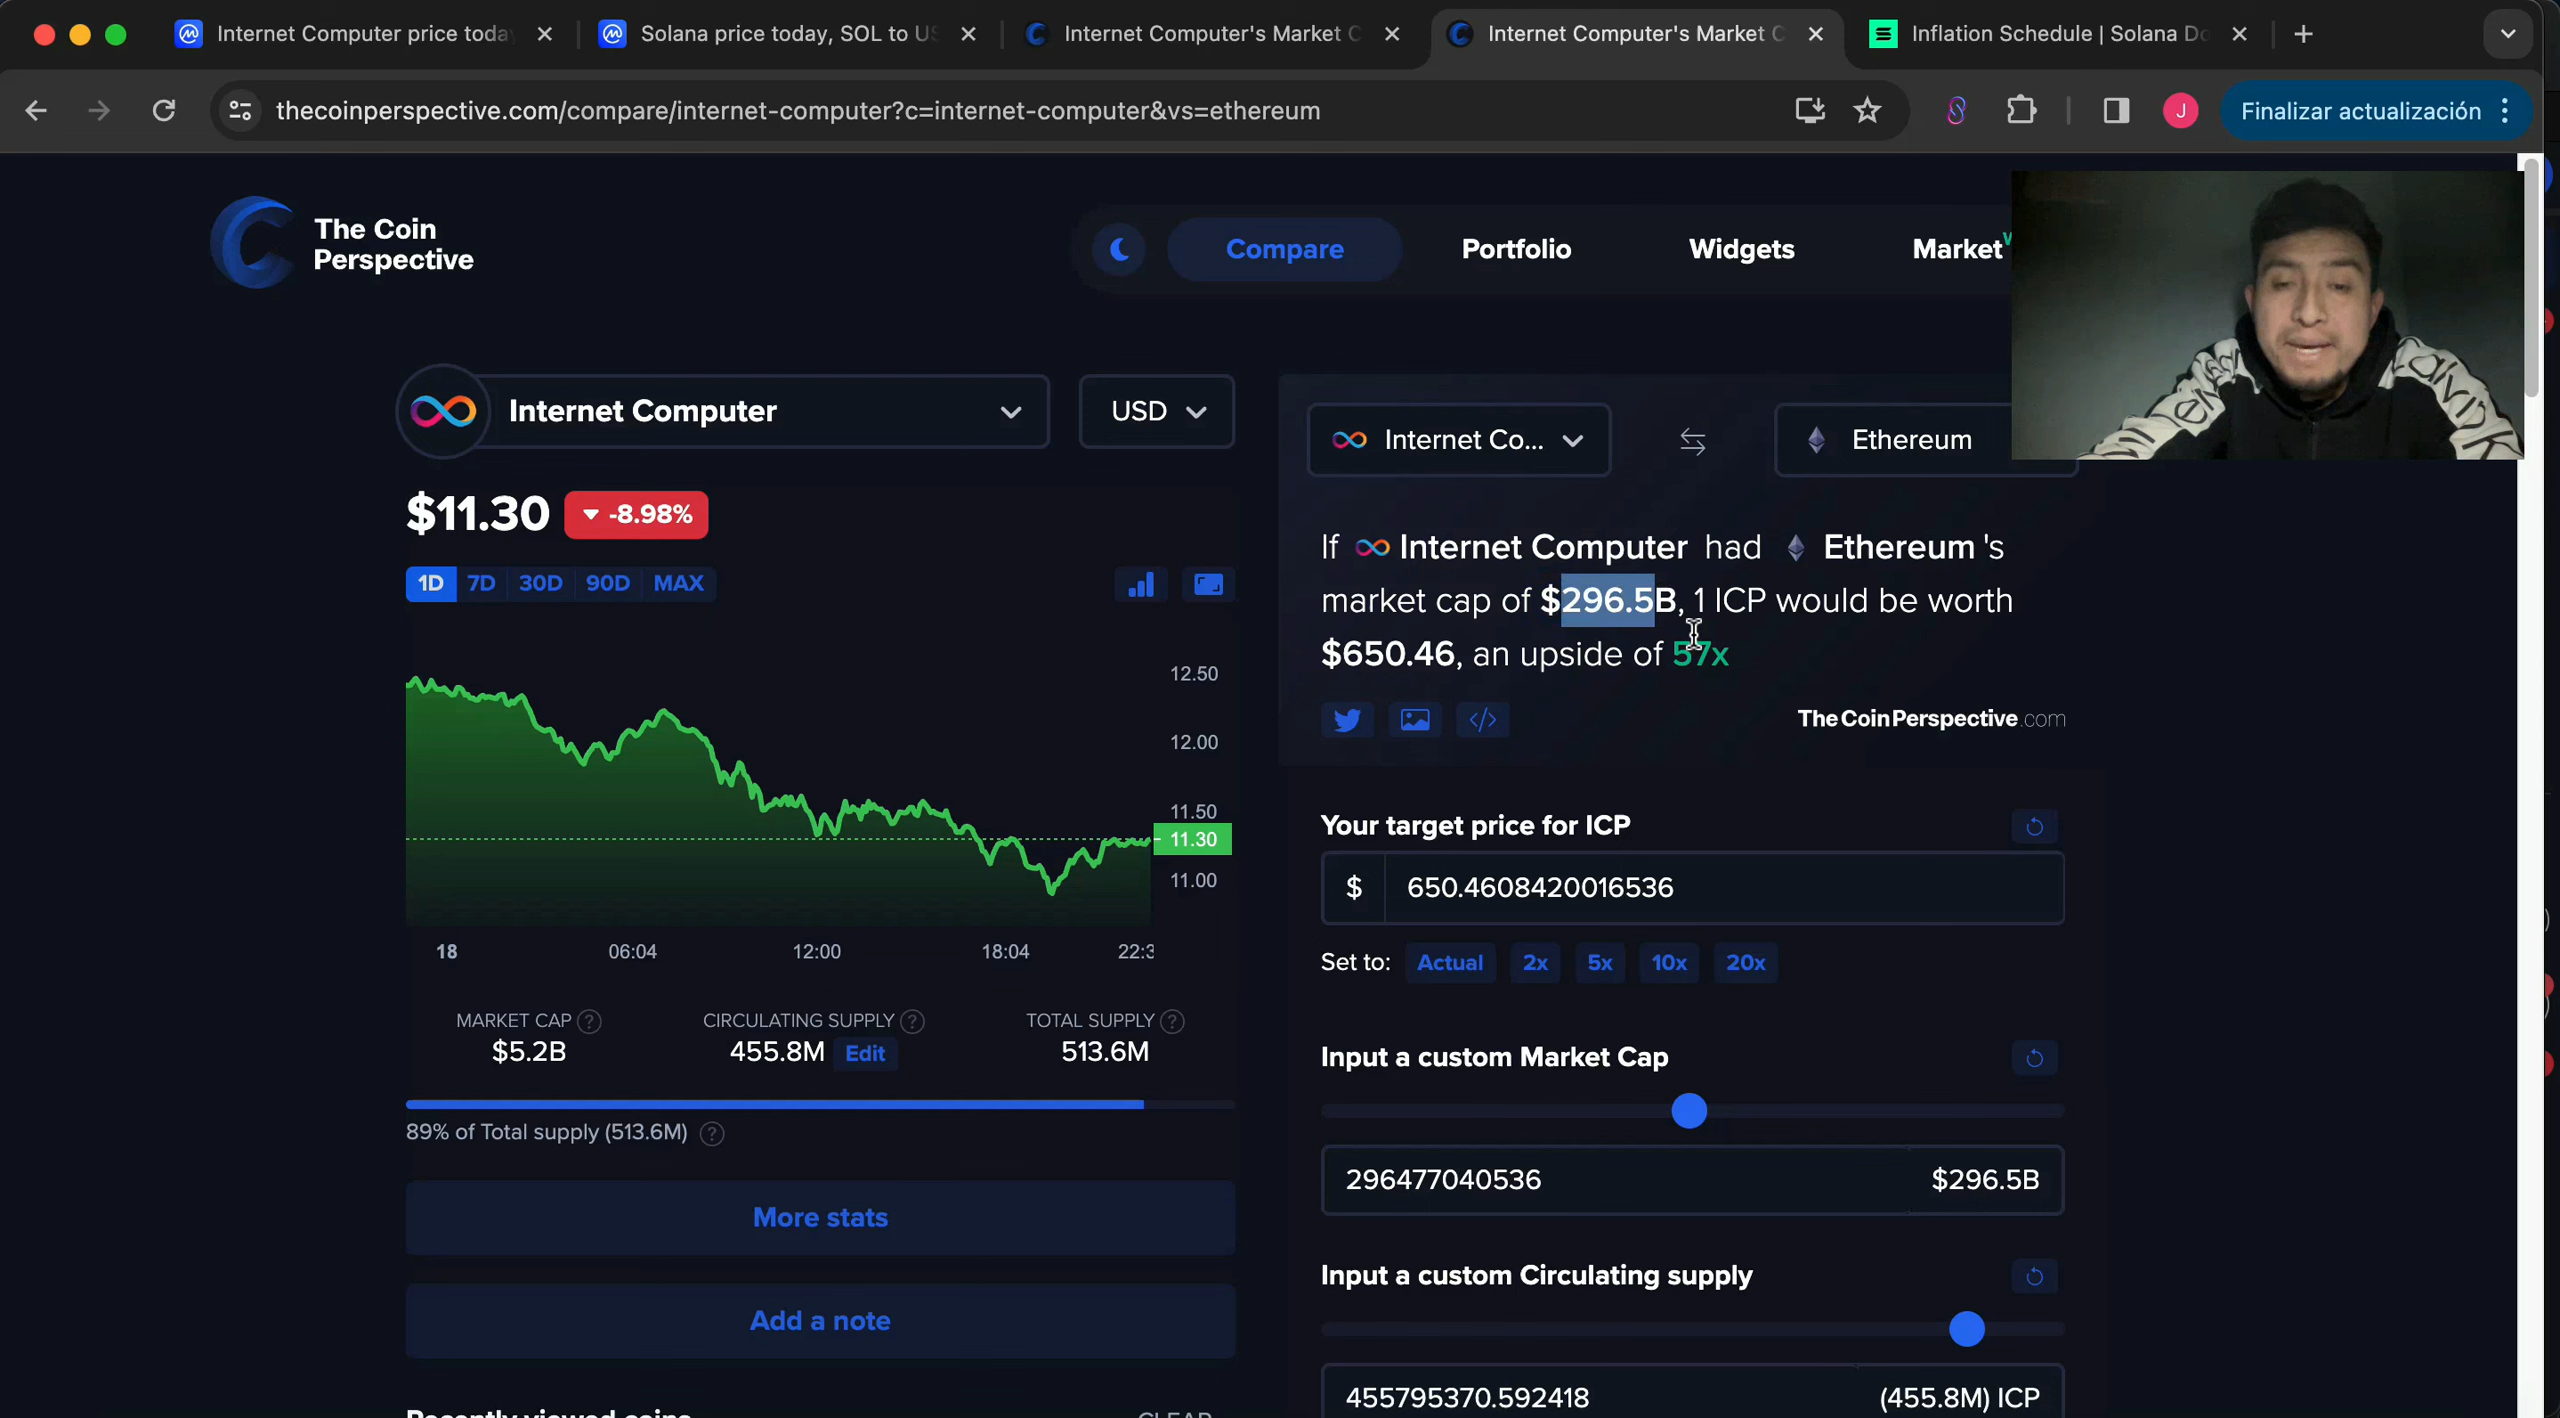 Internet Computer price toda
Solana price today, SOL to U
Internet Computer's Market C
Internet Computer's Market C
Inflation Schedule | Solana Do
thecoinperspective.com/compare/internet-computer?c=internet-computer&vs=ethereum
J
Finalizar actualización
The Coin
Perspective
Compare
Portfolio
Widgets
Market
Internet Computer
USD
$11.30
-8.98%
1D 7D 30D 90D MAX
12.50
12.00
11.50
11.30
11.00
18 06:04 12:00 18:04 22:3
MARKET CAP ? CIRCULATING SUPPLY ? TOTAL SUPPLY ?
$5.2B 455.8M Edit 513.6M
89% of Total supply (513.6M) ?
More stats
Add a note
Recently viewed coins CLEAR
Internet Co...
Ethereum
If Internet Computer had Ethereum 's
market cap of $296.5B, 1 ICP would be worth
$650.46, an upside of 57x
</>
TheCoinPerspective.com
Your target price for ICP
$ 650.4608420016536
Set to: Actual 2x 5x 10x 20x
Input a custom Market Cap
296477040536 $296.5B
Input a custom Circulating supply
455795370.592418 (455.8M) ICP